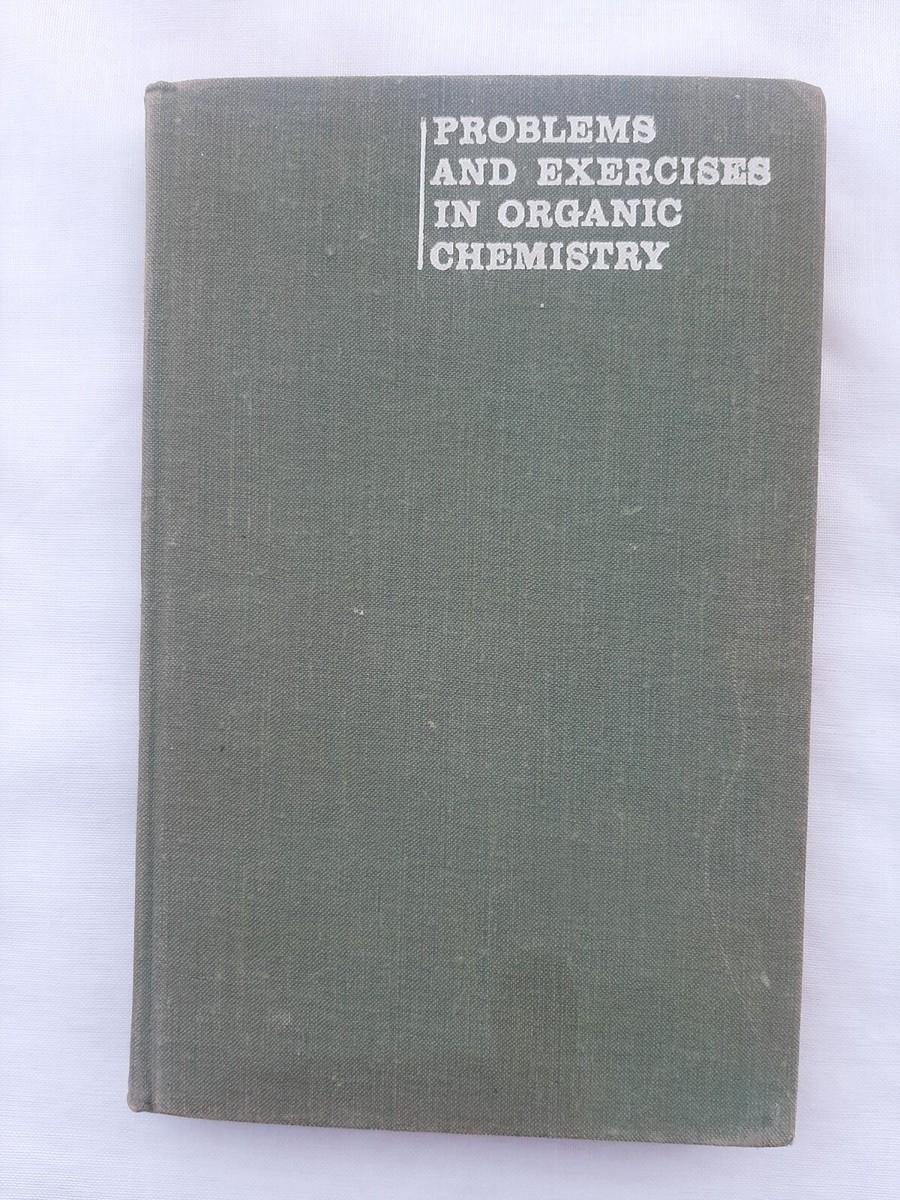 PROBLEMS
AND EXERCISES
IN ORGANIC
CHEMISTRY